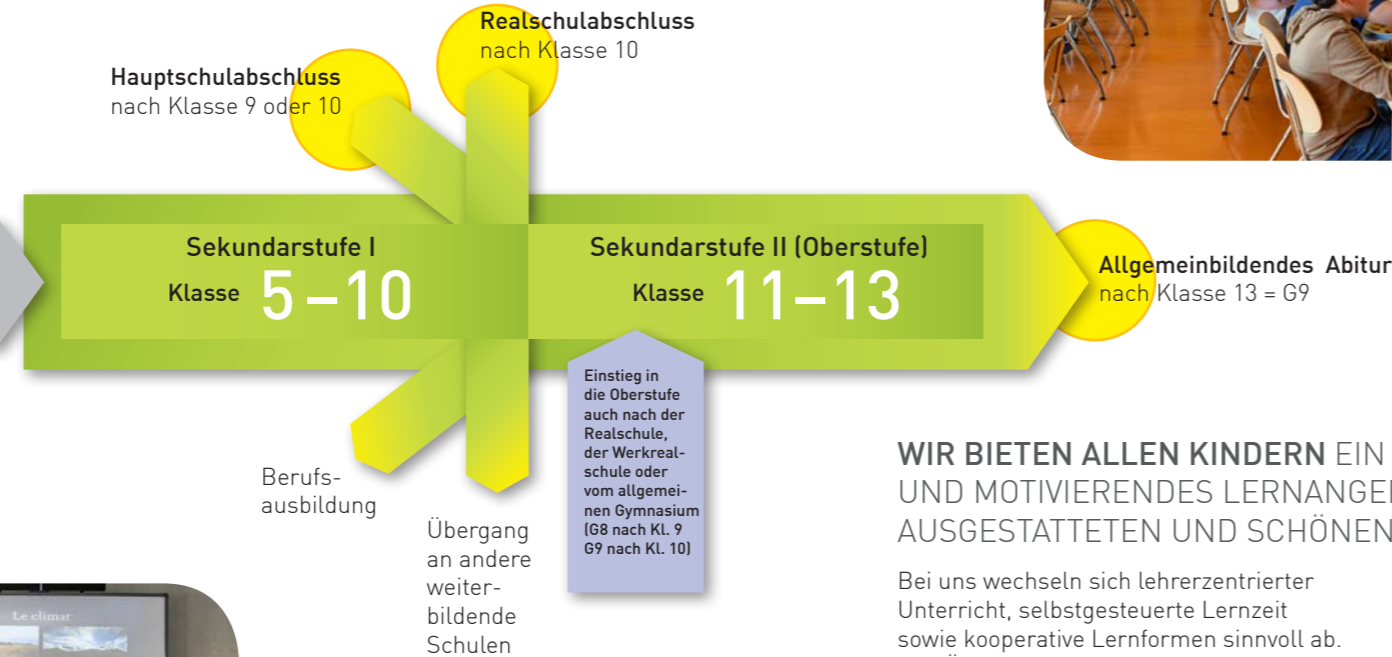 Realschulabschluss
nach Klasse 10
Hauptschulabschluss
nach Klasse 9 oder 10
Sekundarstufe I
Klasse 5–10
Sekundarstufe II (Oberstufe)
Klasse 11–13
Allgemeinbildendes Abitur
nach Klasse 13 = G9
Einstieg in
die Oberstufe
auch nach der
Realschule,
der Werkreal-
schule oder
vom allgemei-
nen Gymnasium
(G8 nach Kl. 9
G9 nach Kl. 10)
Berufs-
ausbildung
Übergang
an andere
weiter-
bildende
Schulen
WIR BIETEN ALLEN KINDERN EIN
UND MOTIVIERENDES
AUSGESTATTETEN UND SCHÖNEN
Bei uns wechseln sich lehrerzentrierter
Unterricht, selbstgesteuerte Lernzeit
sowie kooperative Lernformen sinnvoll ab.
Le climat